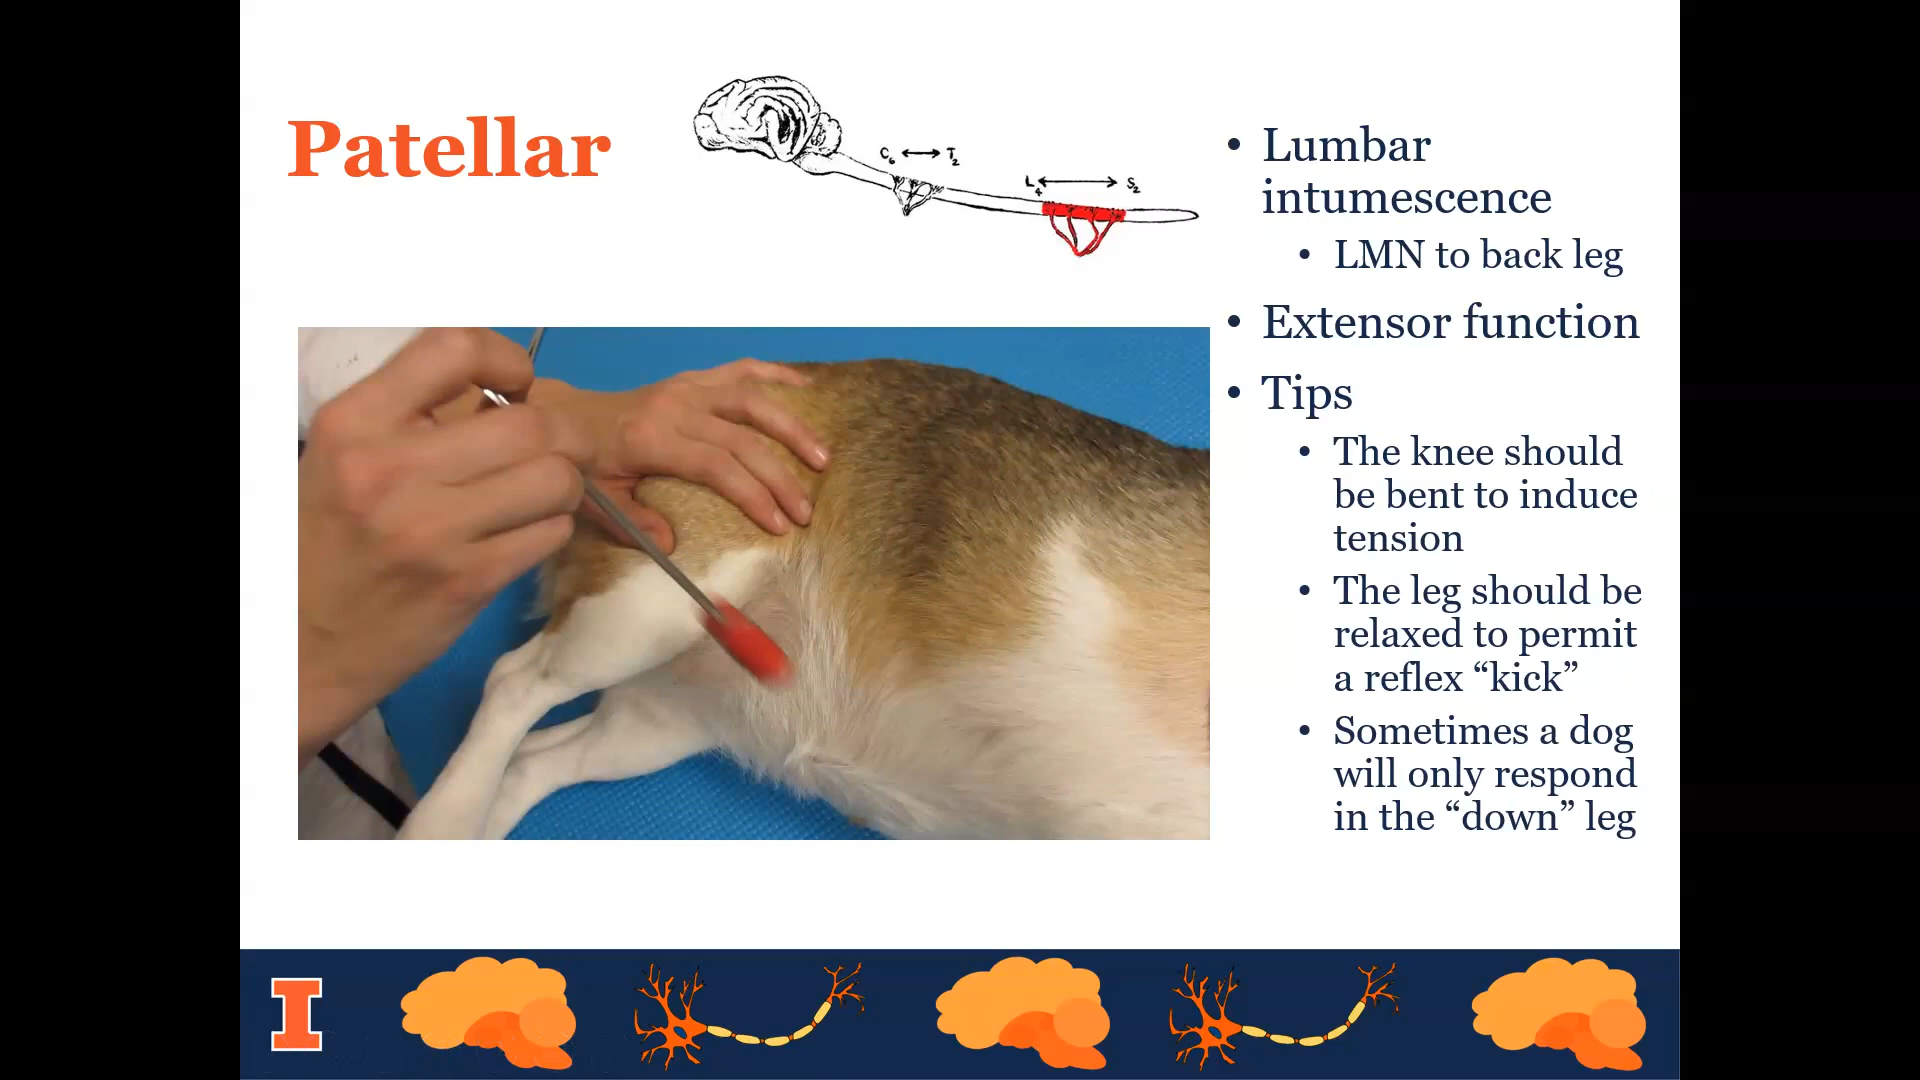 Patellar
C6 ↔ T2
L4 ↔ S2
• Lumbar
intumescence
• LMN to back leg
• Extensor function
• Tips
• The knee should
be bent to induce
tension
• The leg should be
relaxed to permit
a reflex “kick”
• Sometimes a dog
will only respond
in the “down” leg
I